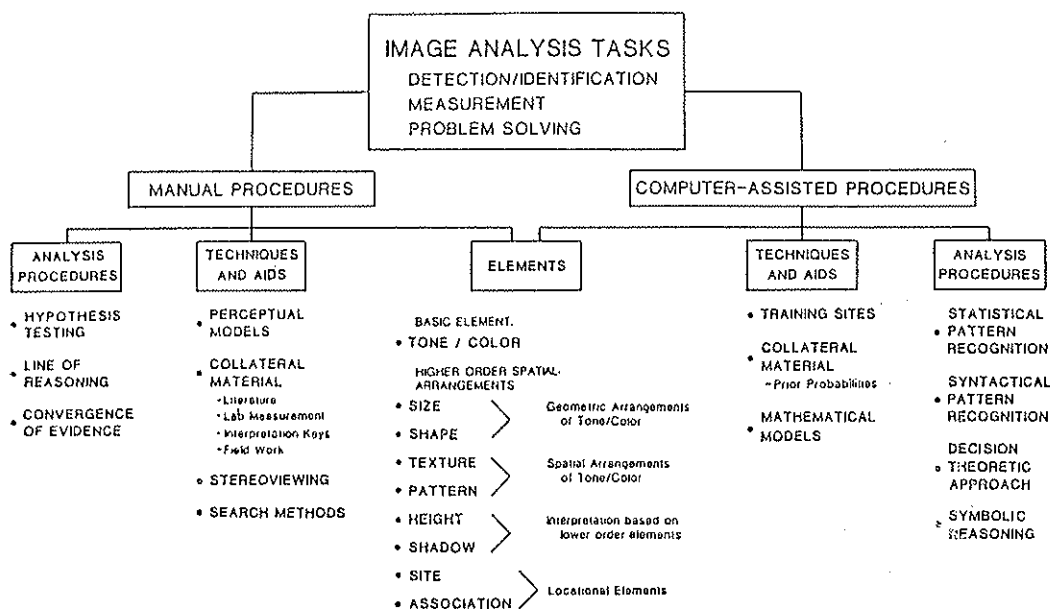 IMAGE ANALYSIS TASKS
DETECTION/IDENTIFICATION
MEASUREMENT
PROBLEM SOLVING
MANUAL PROCEDURES
COMPUTER-ASSISTED PROCEDURES
ANALYSIS
PROCEDURES
• HYPOTHESIS
TESTING
• LINE OF
REASONING
• CONVERGENCE
OF EVIDENCE
TECHNIQUES
AND AIDS
• PERCEPTUAL
MODELS
• COLLATERAL
MATERIAL
•Literature
•Lab Measurement
•Interpretation Keys
•Field Work
• STEREOVIEWING
• SEARCH METHODS
ELEMENTS
BASIC ELEMENT.
• TONE / COLOR
HIGHER ORDER SPATIAL-
ARRANGEMENTS
• SIZE
• SHAPE
Geometric Arrangements
of Tone/Color
• TEXTURE
• PATTERN
Spatial Arrangements
of Tone/Color
• HEIGHT
• SHADOW
Interpretation based on
lower order elements
• SITE
• ASSOCIATION
Locational Elements
TECHNIQUES
AND AIDS
• TRAINING SITES
COLLATERAL
• MATERIAL
-Prior Probabilities
MATHEMATICAL
• MODELS
ANALYSIS
PROCEDURES
STATISTICAL
• PATTERN
RECOGNITION
SYNTACTICAL
• PATTERN
RECOGNITION
DECISION
• THEORETIC
APPROACH
• SYMBOLIC
REASONING